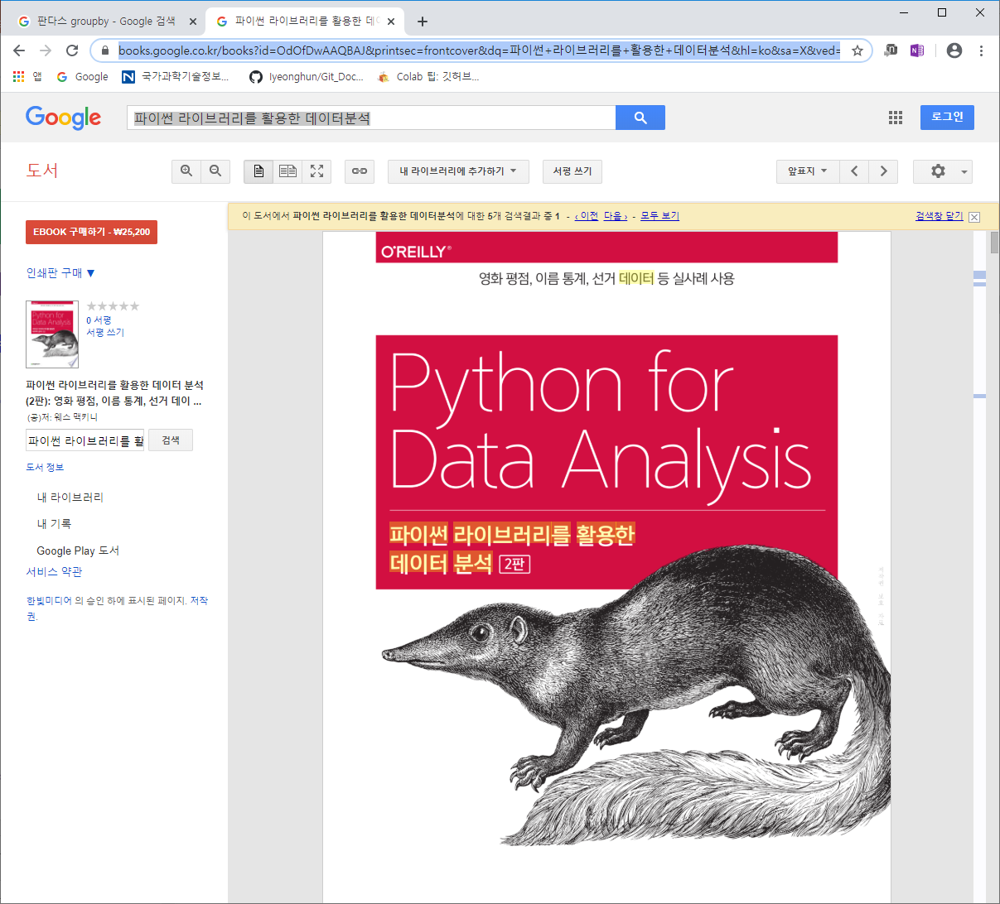 판다스 groupby - Google 검색
파이썬 라이브러리를 활용한 데이
books.google.co.kr/books?id=OdOfDwAAQBAJ&printsec=frontcover&dq=파이썬+라이브러리를+활용한+데이터분석&hl=ko&sa=X&ved=
앱
Google
국가과학기술정보...
lyeonghun/Git_Doc...
Colab 팁: 깃허브...
Google
파이썬 라이브러리를 활용한 데이터분석
로그인
도서
내 라이브러리에 추가하기
서평 쓰기
앞표지
EBOOK 구매하기 - ₩25,200
이 도서에서 파이썬 라이브러리를 활용한 데이터분석에 대한 5개 검색결과 중 1 - ‹ 이전 다음 › - 모두 보기
검색창 닫기
인쇄판 구매 ▼
0 서평
서평 쓰기
파이썬 라이브러리를 활용한 데이터 분석
(2판): 영화 평점, 이름 통계, 선거 데이 ...
(공)저: 웨스 맥키니
파이썬 라이브러리를 활
검색
도서 정보
내 라이브러리
내 기록
Google Play 도서
서비스 약관
한빛미디어 의 승인 하에 표시된 페이지. 저작
권.
O'REILLY®
영화 평점, 이름 통계, 선거 데이터 등 실사례 사용
Python for
Data Analysis
파이썬 라이브러리를 활용한
데이터 분석 2판